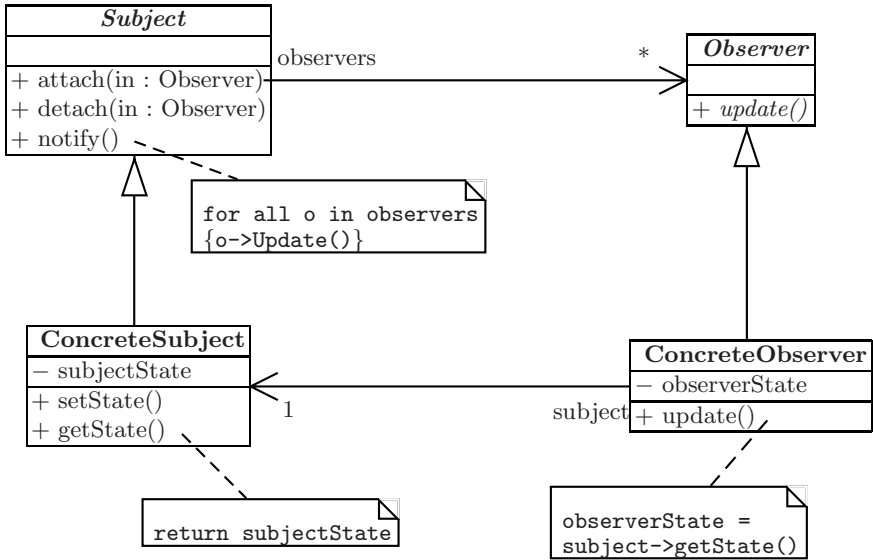 Subject
+ attach(in : Observer)
+ detach(in : Observer)
+ notify()
observers
*
Observer
+ update()
for all o in observers
{o->Update()}
ConcreteSubject
− subjectState
+ setState()
+ getState()
1
subject
ConcreteObserver
− observerState
+ update()
return subjectState
observerState =
subject->getState()